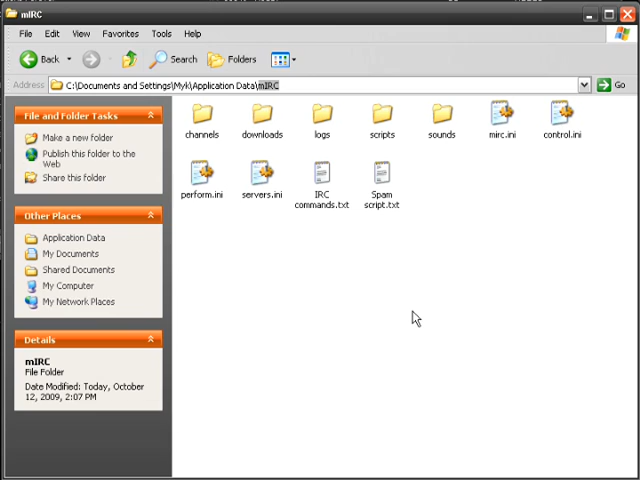 mIRC
File Edit View Favorites Tools Help
Back Search Folders
Address C:\Documents and Settings\Myk\Application Data\mIRC Go
File and Folder Tasks
Make a new folder
Publish this folder to the
Web
Share this folder
Other Places
Application Data
My Documents
Shared Documents
My Computer
My Network Places
Details
mIRC
File Folder
Date Modified: Today, October
12, 2009, 2:07 PM
channels downloads logs scripts sounds mirc.ini control.ini
perform.ini servers.ini IRC Spam
commands.txt script.txt